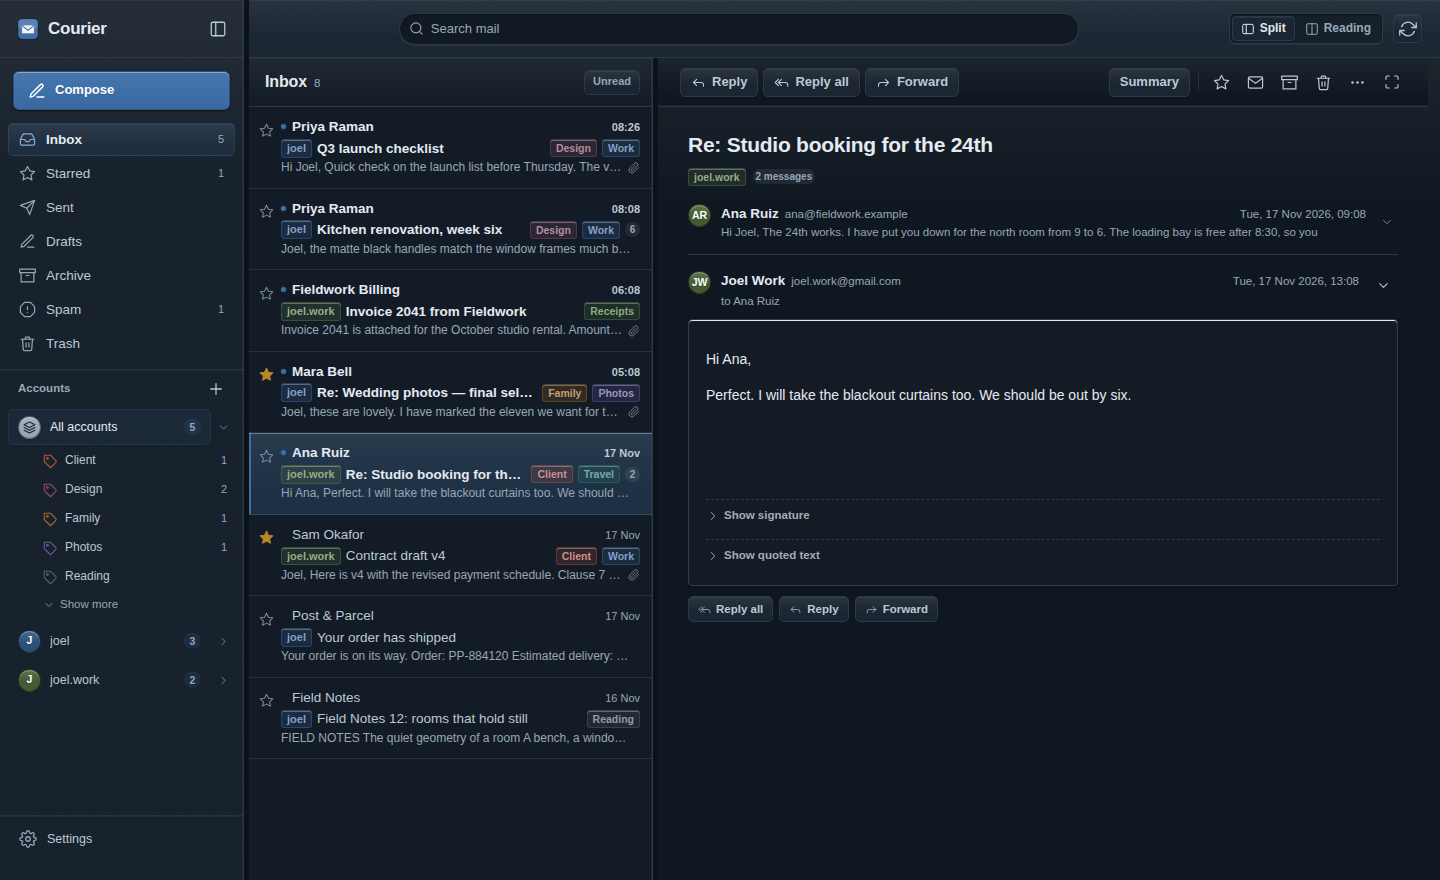 Courier
Search mail
Split
Reading
Compose
Inbox 5
Starred 1
Sent
Drafts
Archive
Spam 1
Trash
Accounts
All accounts 5
Client 1
Design 2
Family 1
Photos 1
Reading
Show more
J joel 3
J joel.work 2
Settings
Inbox 8
Unread
Priya Raman 08:26
joel Q3 launch checklist Design Work
Hi Joel, Quick check on the launch list before Thursday. The v…
Priya Raman 08:08
joel Kitchen renovation, week six Design Work 6
Joel, the matte black handles match the window frames much b…
Fieldwork Billing 06:08
joel.work Invoice 2041 from Fieldwork Receipts
Invoice 2041 is attached for the October studio rental. Amount…
Mara Bell 05:08
joel Re: Wedding photos — final sel… Family Photos
Joel, these are lovely. I have marked the eleven we want for t…
Ana Ruiz 17 Nov
joel.work Re: Studio booking for th… Client Travel 2
Hi Ana, Perfect. I will take the blackout curtains too. We should …
Sam Okafor 17 Nov
joel.work Contract draft v4 Client Work
Joel, Here is v4 with the revised payment schedule. Clause 7 …
Post & Parcel 17 Nov
joel Your order has shipped
Your order is on its way. Order: PP-884120 Estimated delivery: …
Field Notes 16 Nov
joel Field Notes 12: rooms that hold still Reading
FIELD NOTES The quiet geometry of a room A bench, a windo…
Reply
Reply all
Forward
Summary
Re: Studio booking for the 24th
joel.work 2 messages
AR Ana Ruiz ana@fieldwork.example Tue, 17 Nov 2026, 09:08
Hi Joel, The 24th works. I have put you down for the north room from 9 to 6. The loading bay is free after 8:30, so you
JW Joel Work joel.work@gmail.com Tue, 17 Nov 2026, 13:08
to Ana Ruiz
Hi Ana,
Perfect. I will take the blackout curtains too. We should be out by six.
Show signature
Show quoted text
Reply all
Reply
Forward